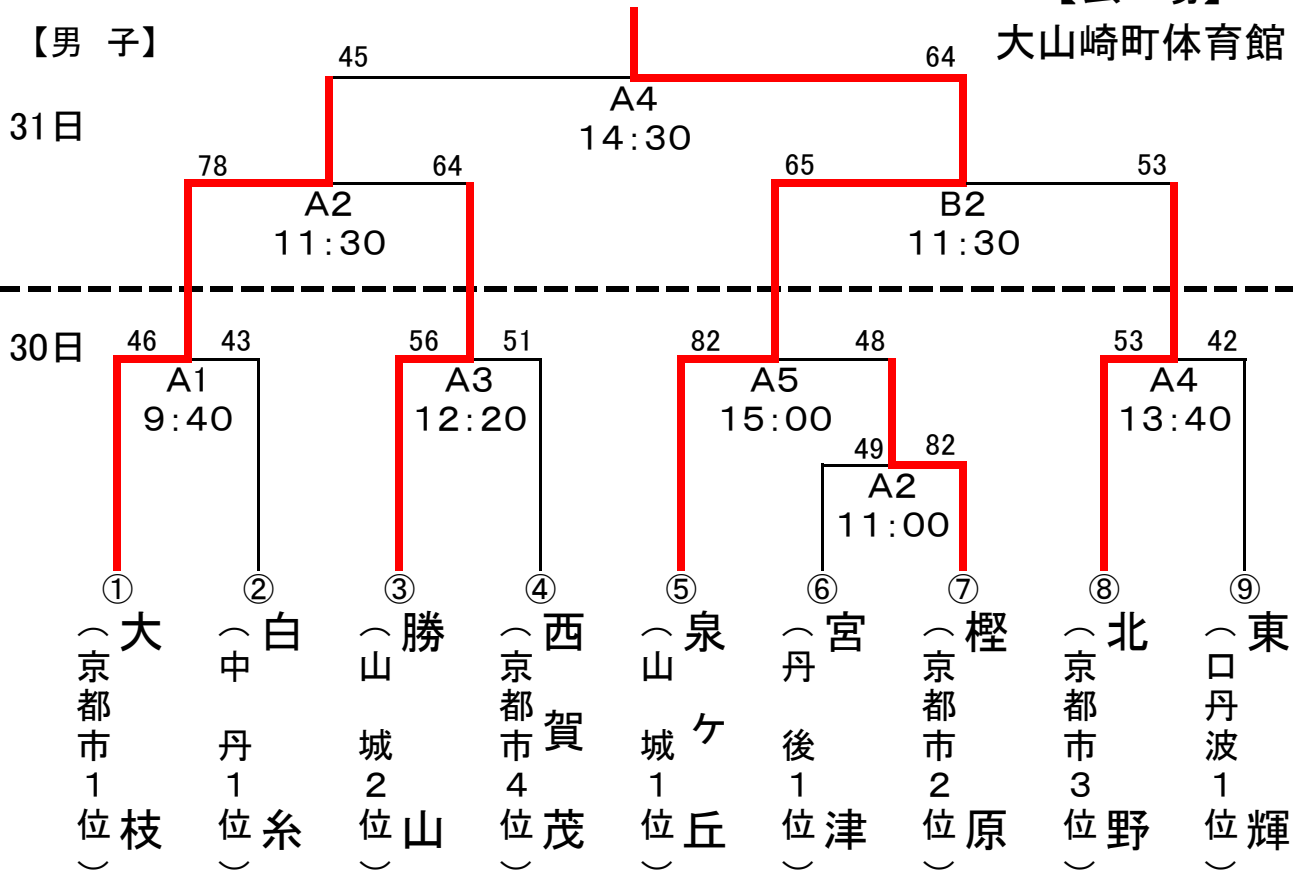 【男 子】
大山崎町体育館
45
64
A4
14:30
31日
78
64
65
53
A2
11:30
B2
11:30
30日
46
43
56
51
82
48
53
42
A1
9:40
A3
12:20
A5
15:00
A4
13:40
49
82
A2
11:00
①
②
③
④
⑤
⑥
⑦
⑧
⑨
大枝
(京都市1位)
白糸
(中丹1位)
勝山
(山城2位)
西賀茂
(京都市4位)
泉ケ丘
(山城1位)
宮津
(丹後1位)
樫原
(京都市2位)
北野
(京都市3位)
東輝
(口丹波1位)